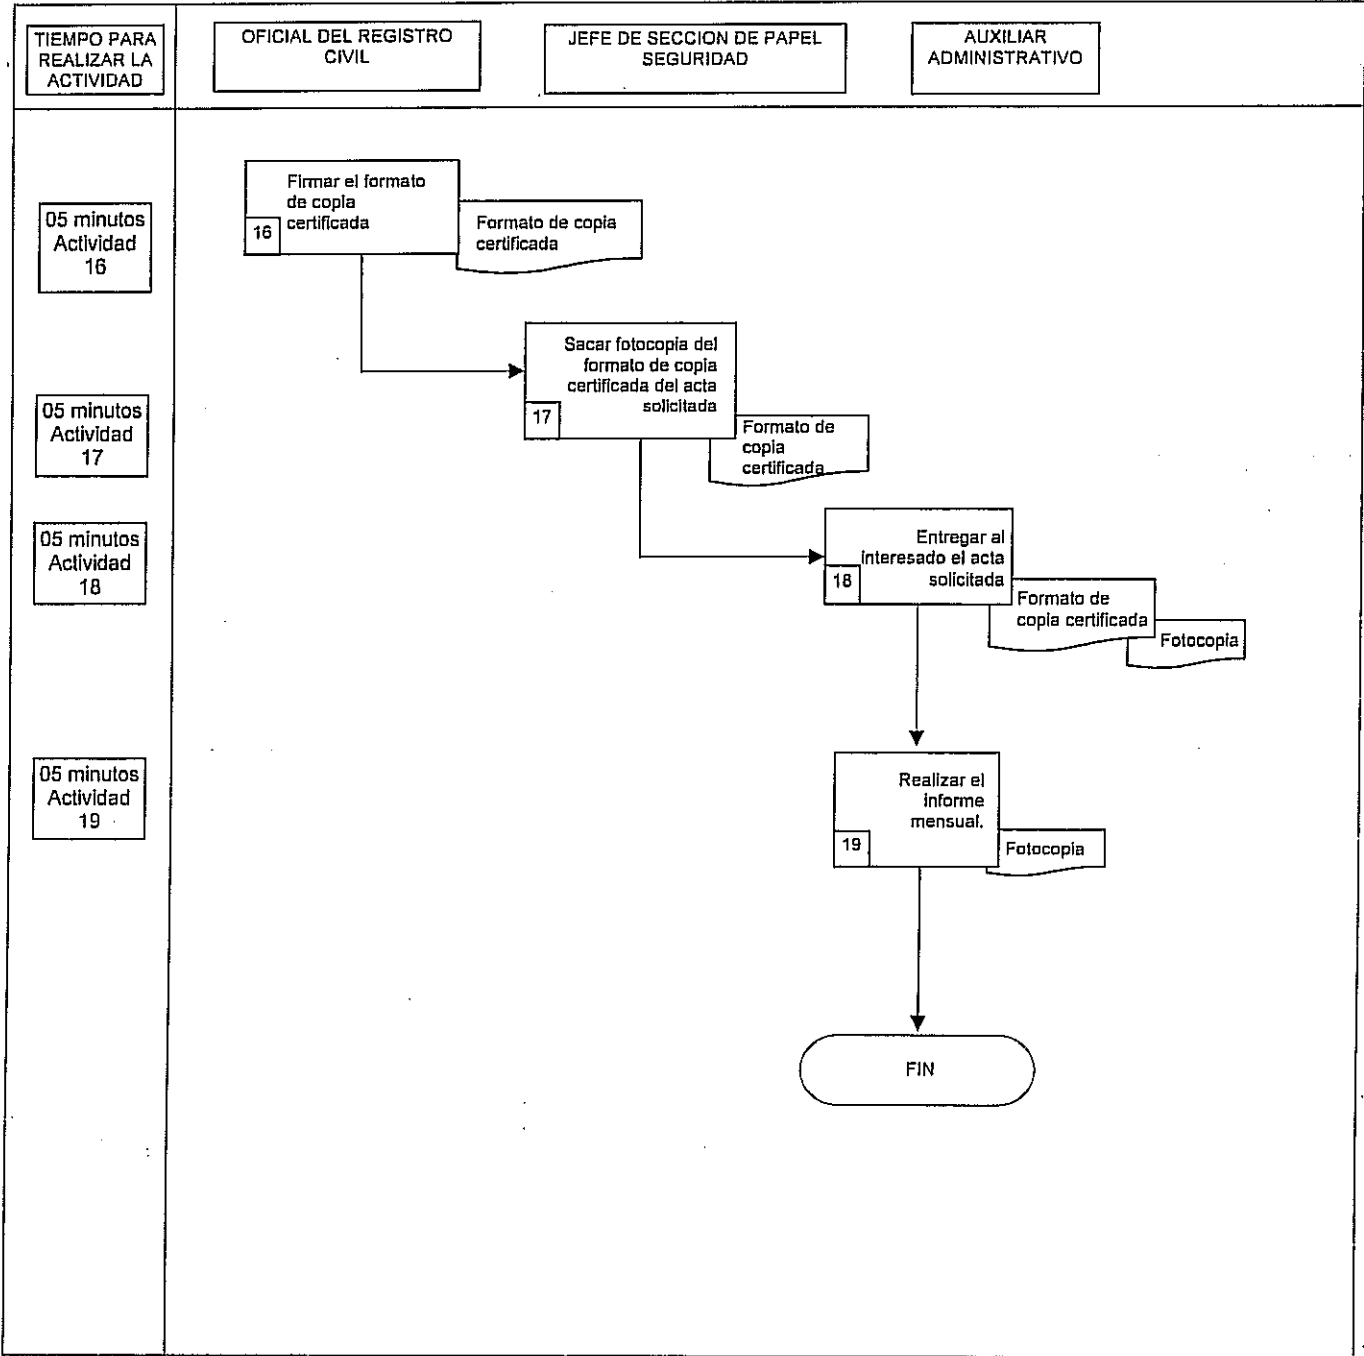 TIEMPO PARA
REALIZAR LA
ACTIVIDAD
OFICIAL DEL REGISTRO
CIVIL
JEFE DE SECCION DE PAPEL
SEGURIDAD
AUXILIAR
ADMINISTRATIVO
05 minutos
Actividad
16
Firmar el formato
de copia
certificada
16
Formato de copia
certificada
05 minutos
Actividad
17
Sacar fotocopia del
formato de copia
certificada del acta
solicitada
17
Formato de
copia
certificada
05 minutos
Actividad
18
Entregar al
interesado el acta
solicitada
18
Formato de
copia certificada
Fotocopia
05 minutos
Actividad
19
Realizar el
informe
mensual.
19
Fotocopia
FIN